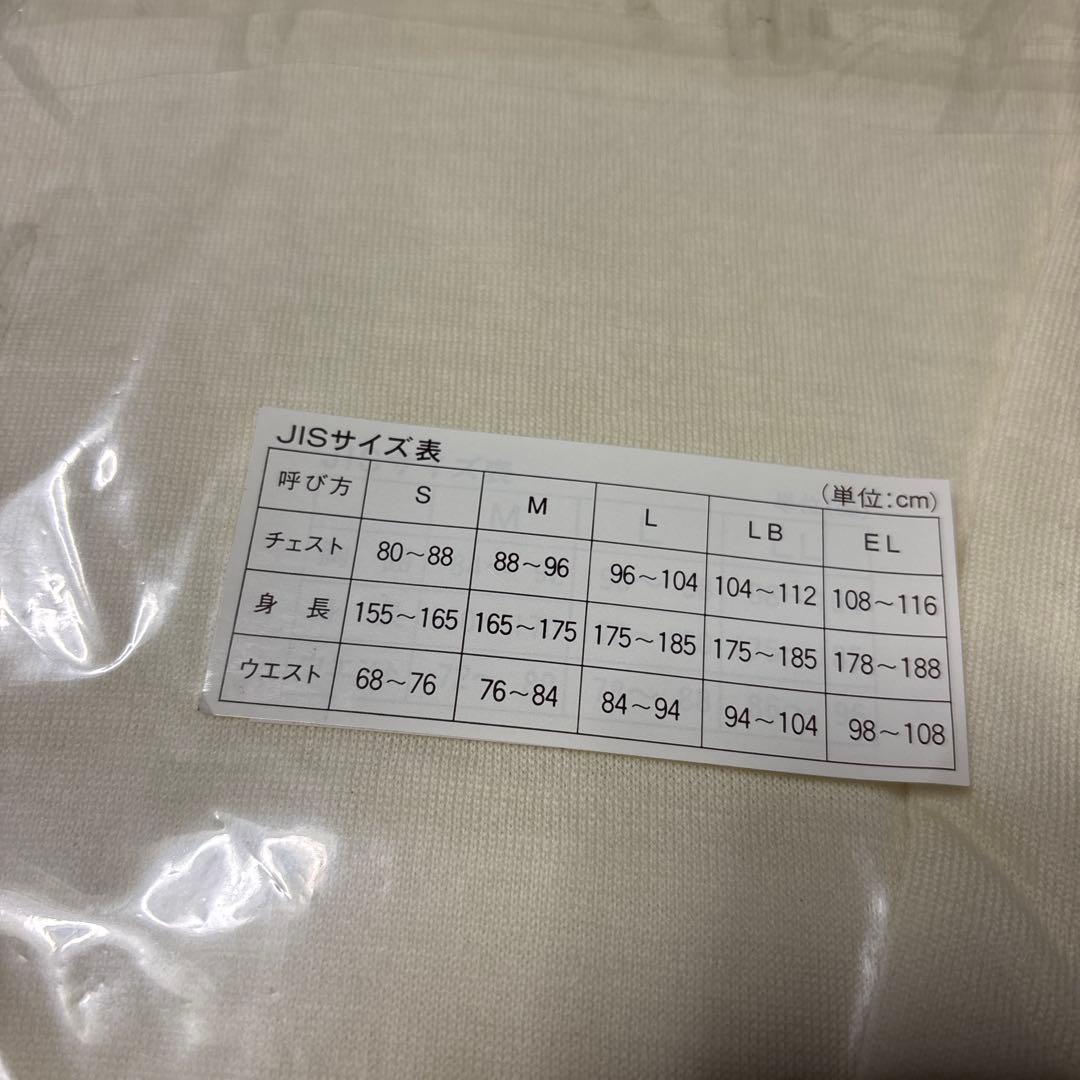 JISサイズ表
(単位:cm)
呼び方 S M L LB EL
チェスト 80～88 88～96 96～104 104～112 108～116
身長 155～165 165～175 175～185 175～185 178～188
ウエスト 68～76 76～84 84～94 94～104 98～108